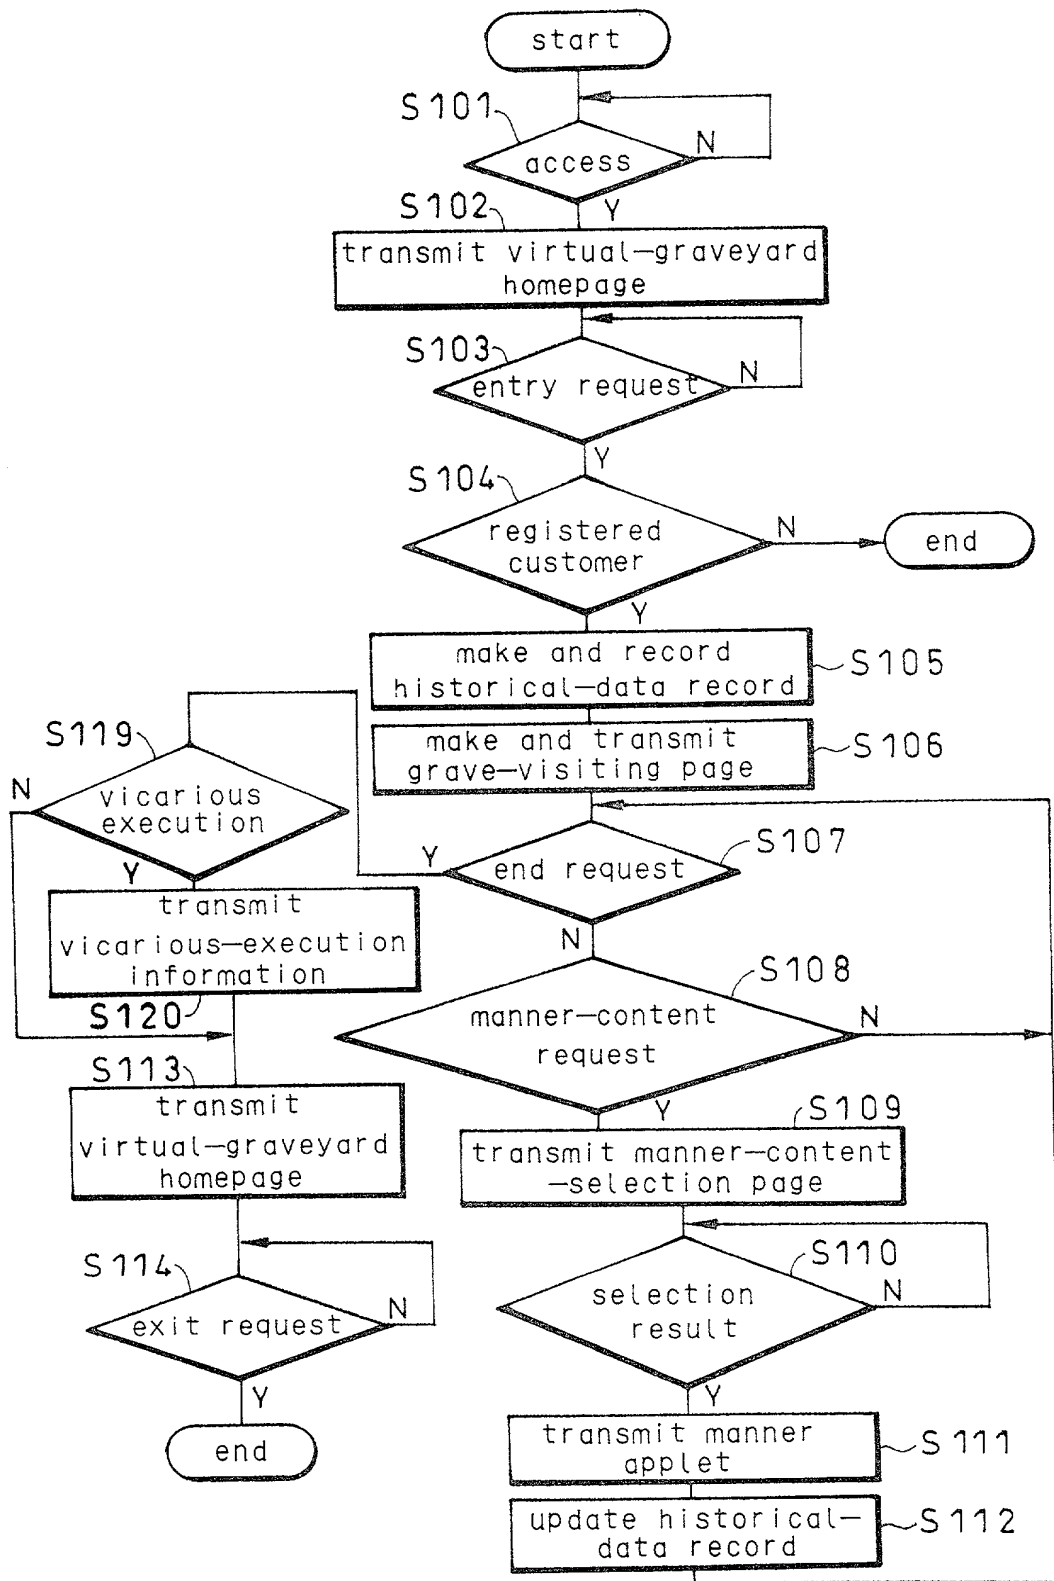 start
S101
access
N
Y
S102
transmit virtual-graveyard
homepage
S103
entry request
N
Y
S104
registered
customer
N
end
Y
make and record
historical-data record
S105
make and transmit
grave-visiting page
S106
S119
N
vicarious
execution
Y
Y
end request
S107
N
transmit
vicarious-execution
information
S120
S108
manner-content
request
N
Y
S113
transmit
virtual-graveyard
homepage
S109
transmit manner-content
-selection page
S114
exit request
N
Y
end
S110
selection
result
N
Y
transmit manner
applet
S111
update historical-
data record
S112